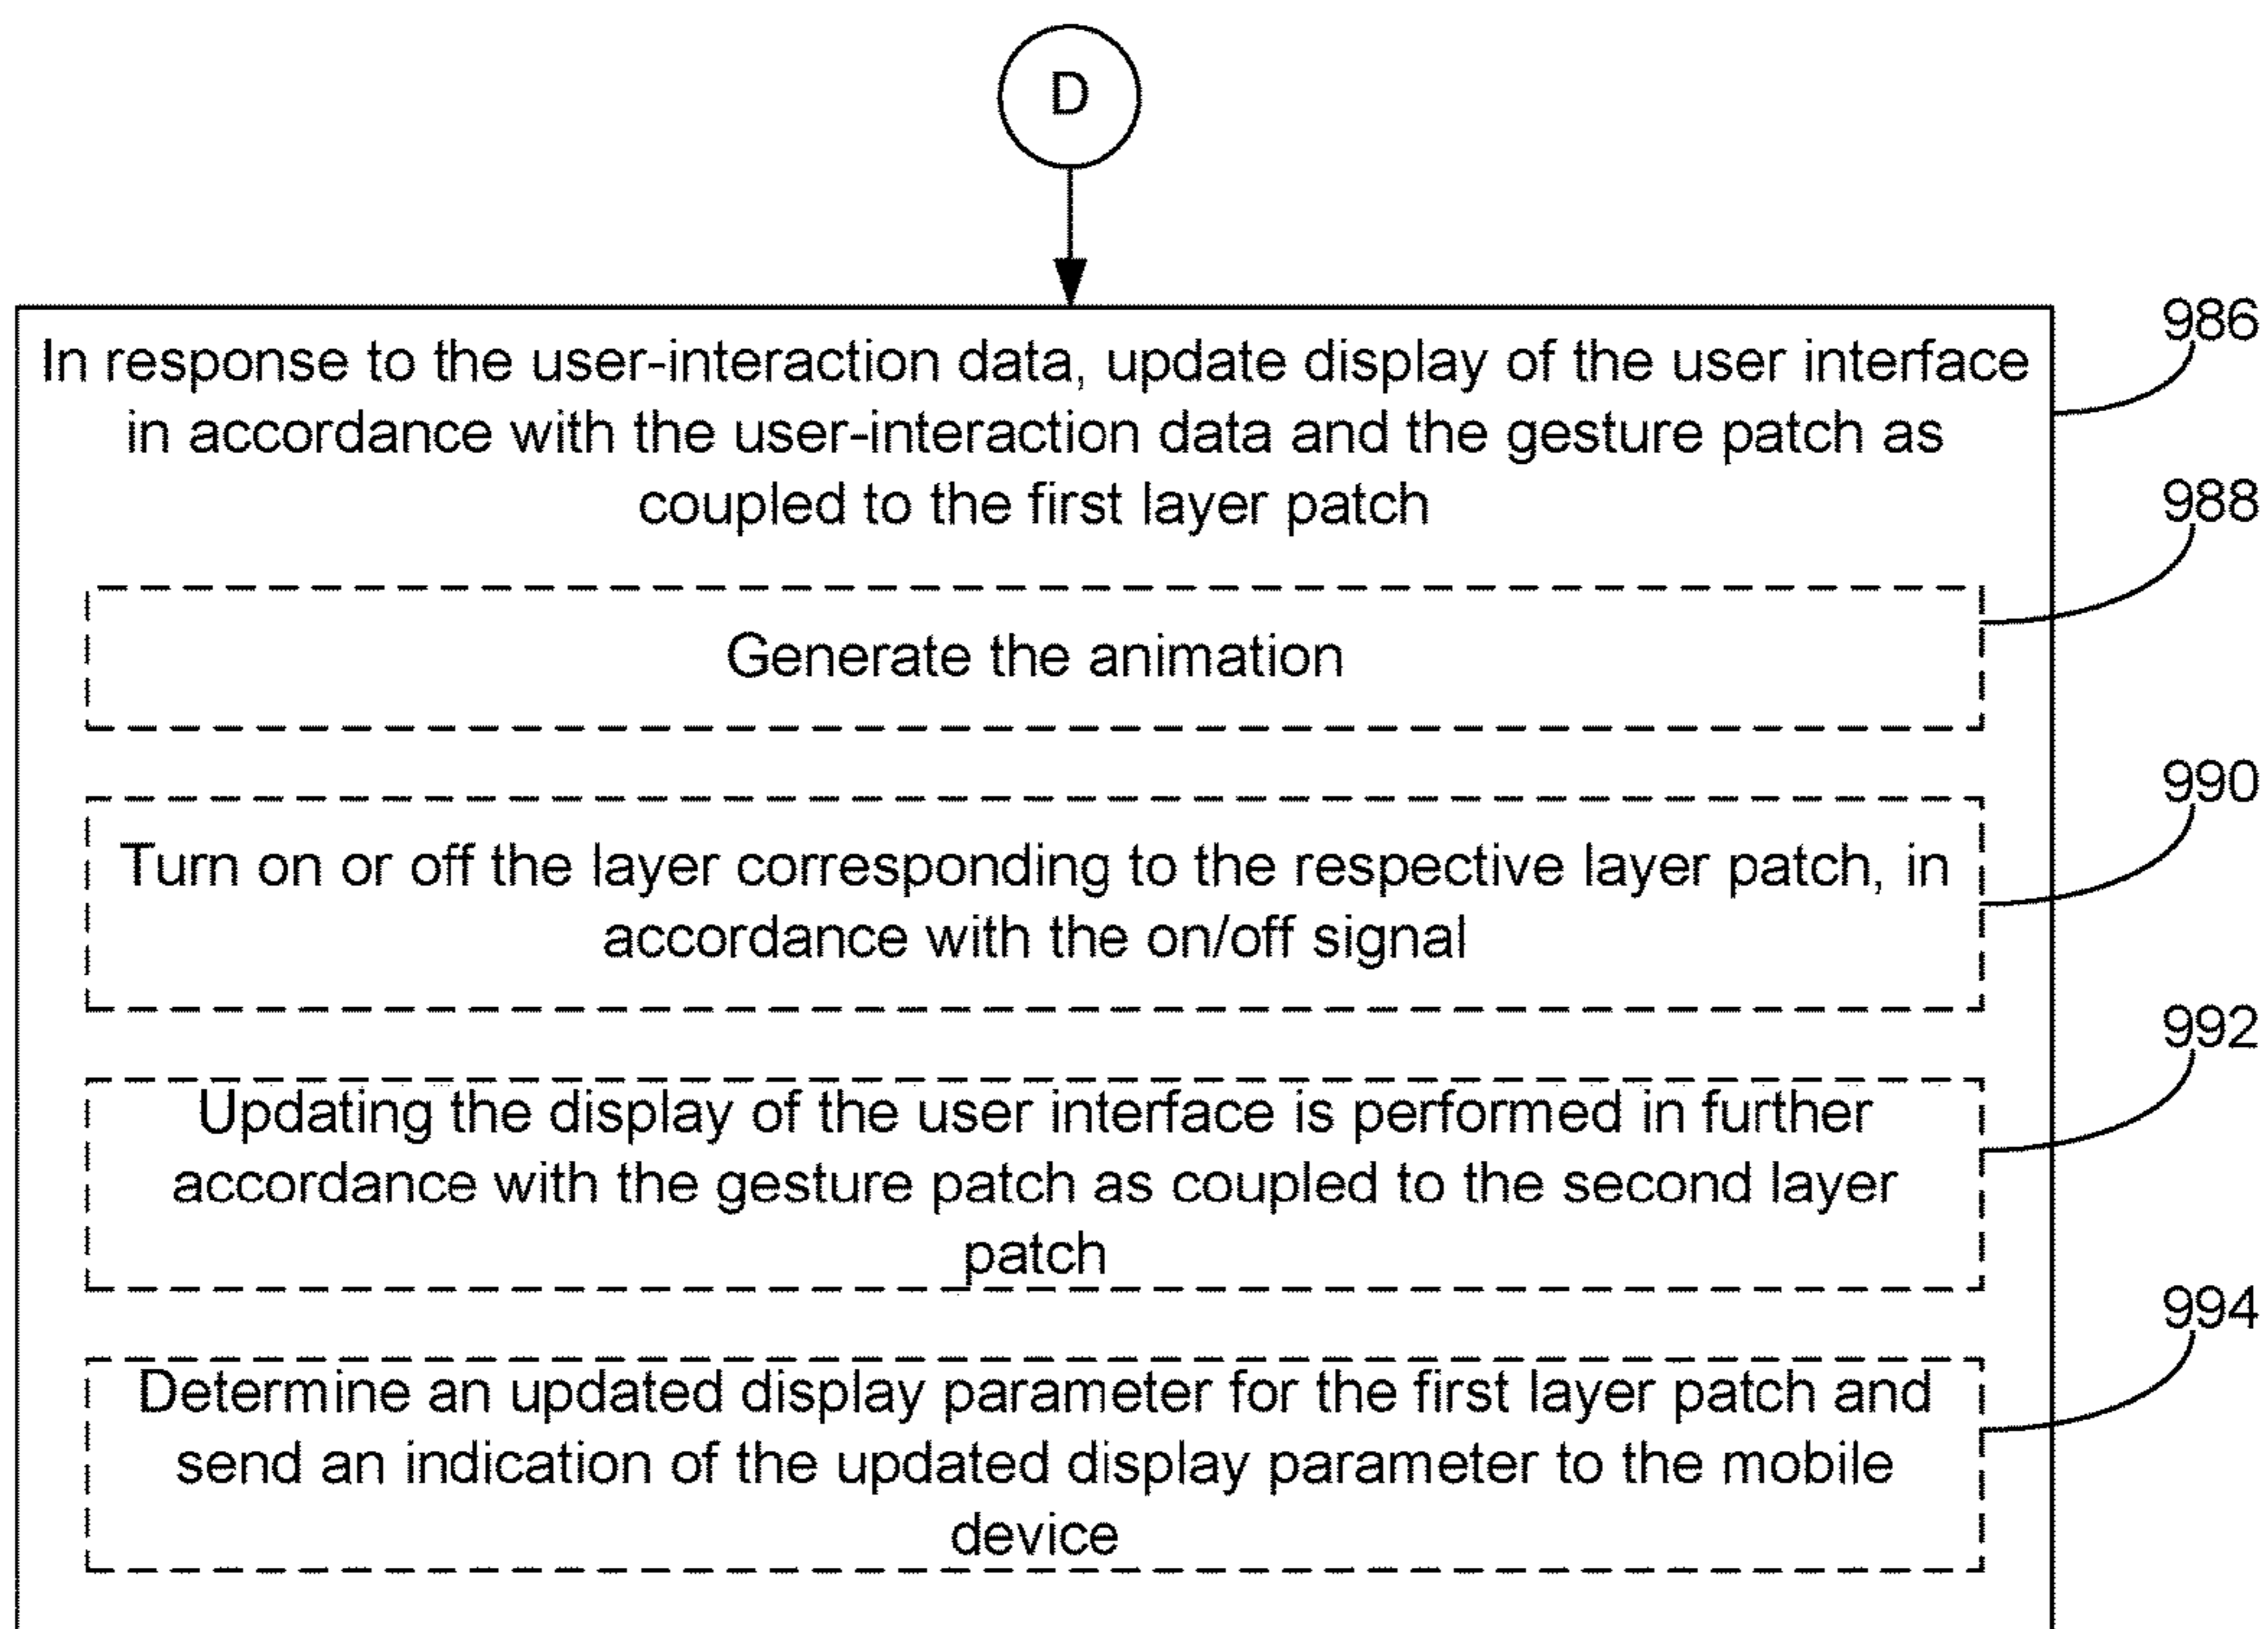 D
986
In response to the user-interaction data, update display of the user interface
in accordance with the user-interaction data and the gesture patch as
coupled to the first layer patch
988
Generate the animation
990
Turn on or off the layer corresponding to the respective layer patch, in
accordance with the on/off signal
992
Updating the display of the user interface is performed in further
accordance with the gesture patch as coupled to the second layer
patch
994
Determine an updated display parameter for the first layer patch and
send an indication of the updated display parameter to the mobile
device